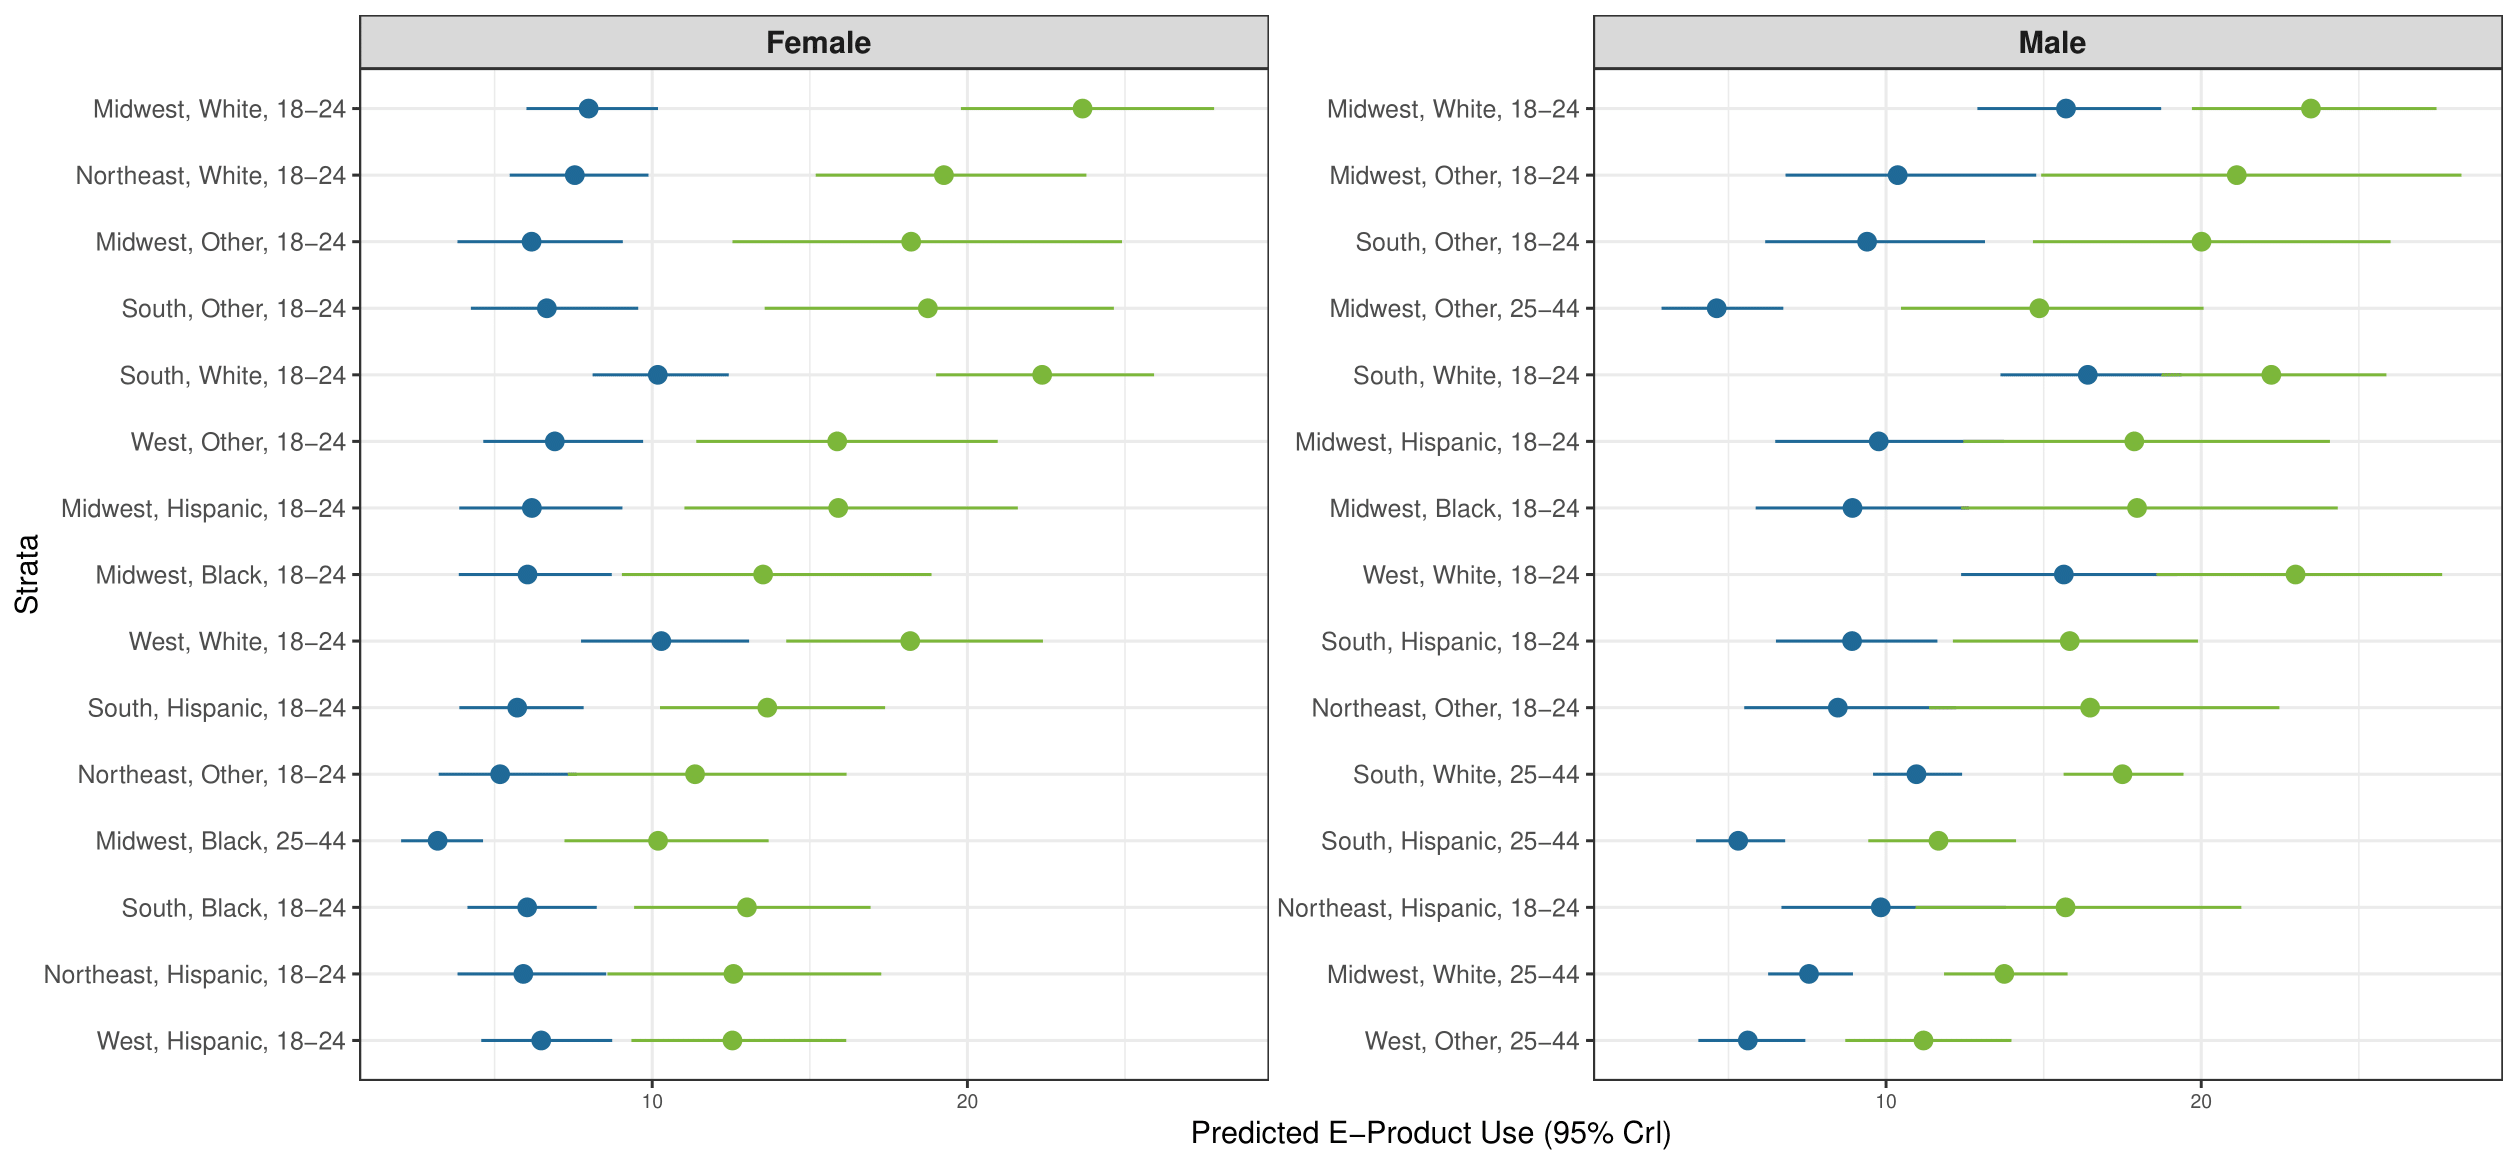 Female
Male
Midwest, White, 18−24
Northeast, White, 18−24
Midwest, Other, 18−24
South, Other, 18−24
South, White, 18−24
West, Other, 18−24
Midwest, Hispanic, 18−24
Midwest, Black, 18−24
West, White, 18−24
South, Hispanic, 18−24
Northeast, Other, 18−24
Midwest, Black, 25−44
South, Black, 18−24
Northeast, Hispanic, 18−24
West, Hispanic, 18−24
Midwest, White, 18−24
Midwest, Other, 18−24
South, Other, 18−24
Midwest, Other, 25−44
South, White, 18−24
Midwest, Hispanic, 18−24
Midwest, Black, 18−24
West, White, 18−24
South, Hispanic, 18−24
Northeast, Other, 18−24
South, White, 25−44
South, Hispanic, 25−44
Northeast, Hispanic, 18−24
Midwest, White, 25−44
West, Other, 25−44
Strata
10 20
10 20
Predicted E−Product Use (95% CrI)